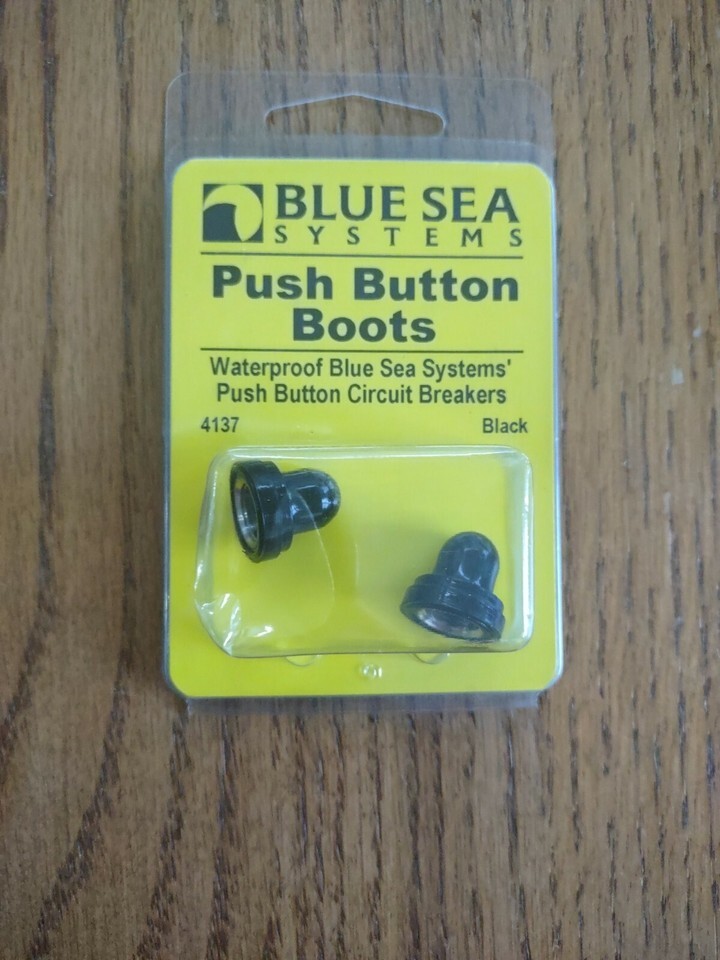 BLUE SEA
SYSTEMS
Push Button
Boots
Waterproof Blue Sea Systems'
Push Button Circuit Breakers
4137 Black